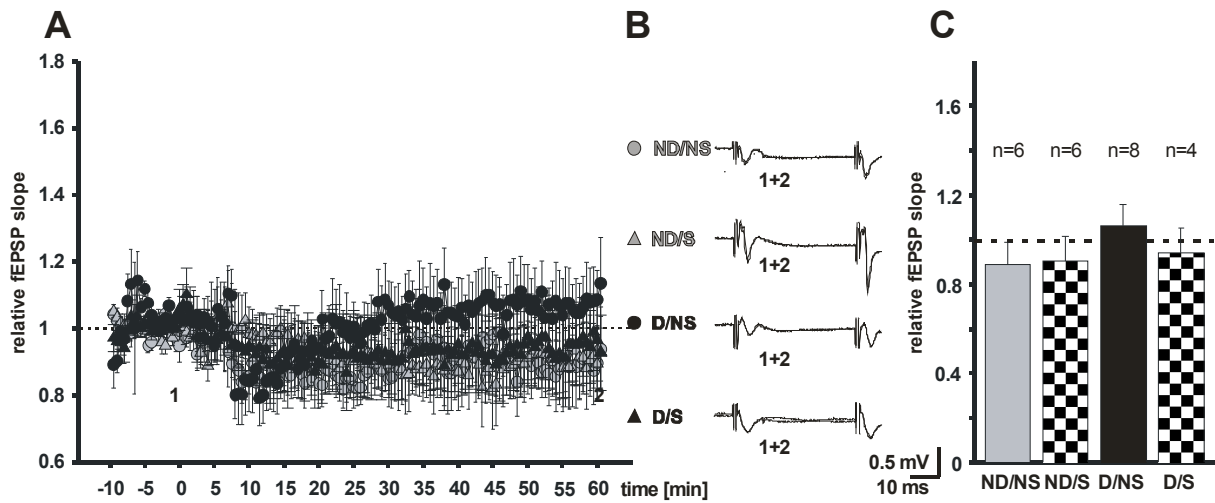 A
B
C
relative fEPSP slope
1.8
1.6
1.4
1.2
1
0.8
0.6
1
2
-10 -5 0 5 10 15 20 25 30 35 40 45 50 55 60 time [min]
ND/NS
1+2
ND/S
1+2
D/NS
1+2
D/S
1+2
0.5 mV
10 ms
relative fEPSP slope
1.6
1.2
0.8
0.4
0
n=6 n=6 n=8 n=4
ND/NS ND/S D/NS D/S